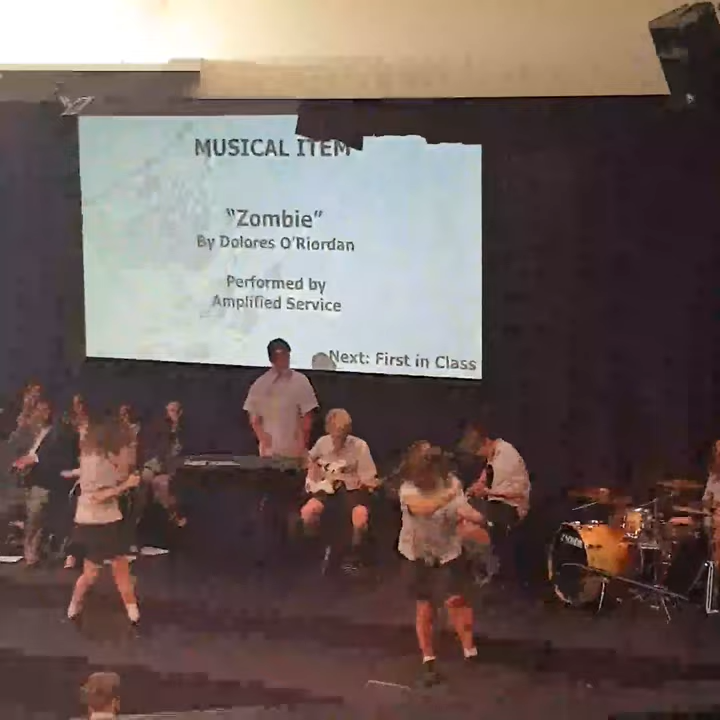 MUSICAL ITEM
“Zombie”
By Dolores O’Riordan
Performed by
Amplified Service
Next: First in Class